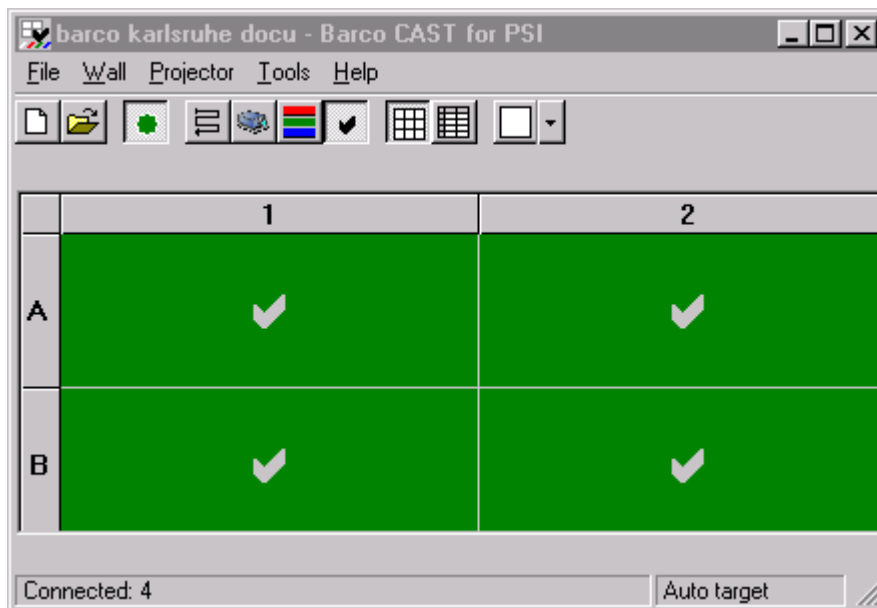 barco karlsruhe docu - Barco CAST for PSI
File Wall Projector Tools Help
1 2
A
B
Connected: 4 Auto target